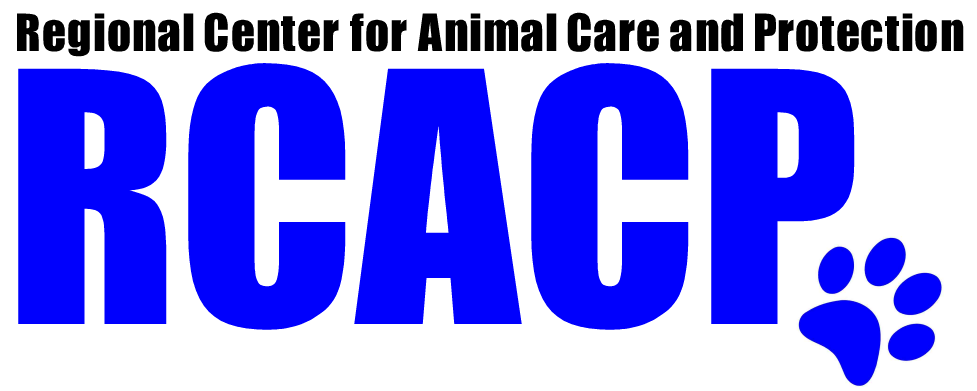 Regional Center for Animal Care and Protection
RCACP